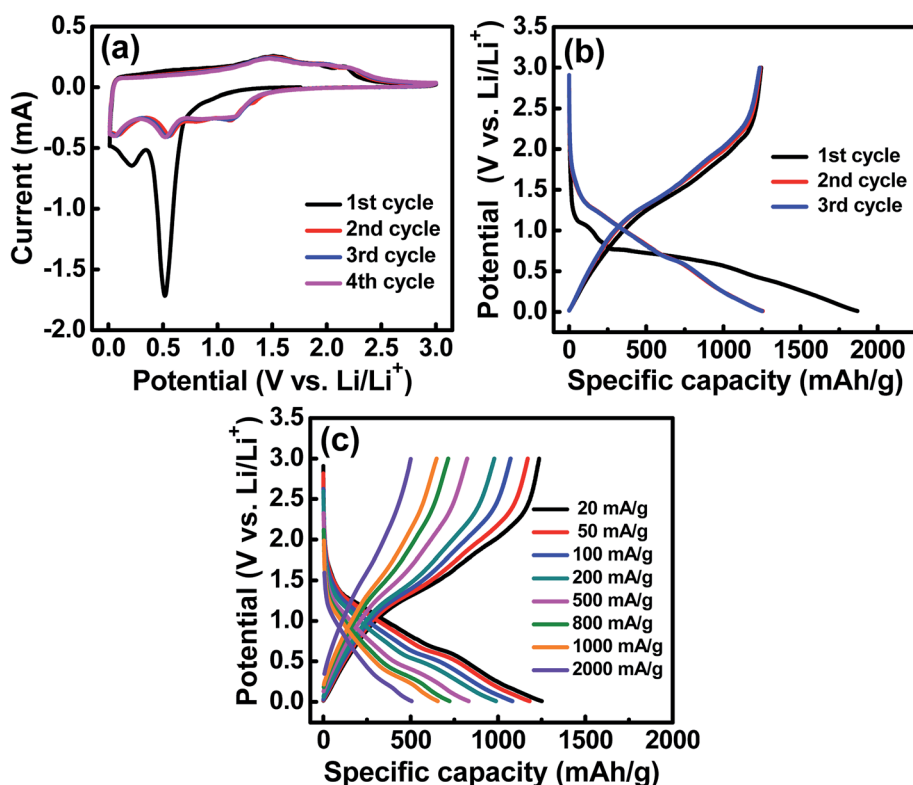 (a)
0.5
0.0
-0.5
-1.0
-1.5
-2.0
Current (mA)
1st cycle
2nd cycle
3rd cycle
4th cycle
0.0 0.5 1.0 1.5 2.0 2.5 3.0
Potential (V vs. Li/Li⁺)
(b)
3.0
2.5
2.0
1.5
1.0
0.5
0.0
Potential (V vs. Li/Li⁺)
1st cycle
2nd cycle
3rd cycle
0 500 1000 1500 2000
Specific capacity (mAh/g)
(c)
3.0
2.5
2.0
1.5
1.0
0.5
0.0
Potential (V vs. Li/Li⁺)
20 mA/g
50 mA/g
100 mA/g
200 mA/g
500 mA/g
800 mA/g
1000 mA/g
2000 mA/g
0 500 1000 1500 2000
Specific capacity (mAh/g)